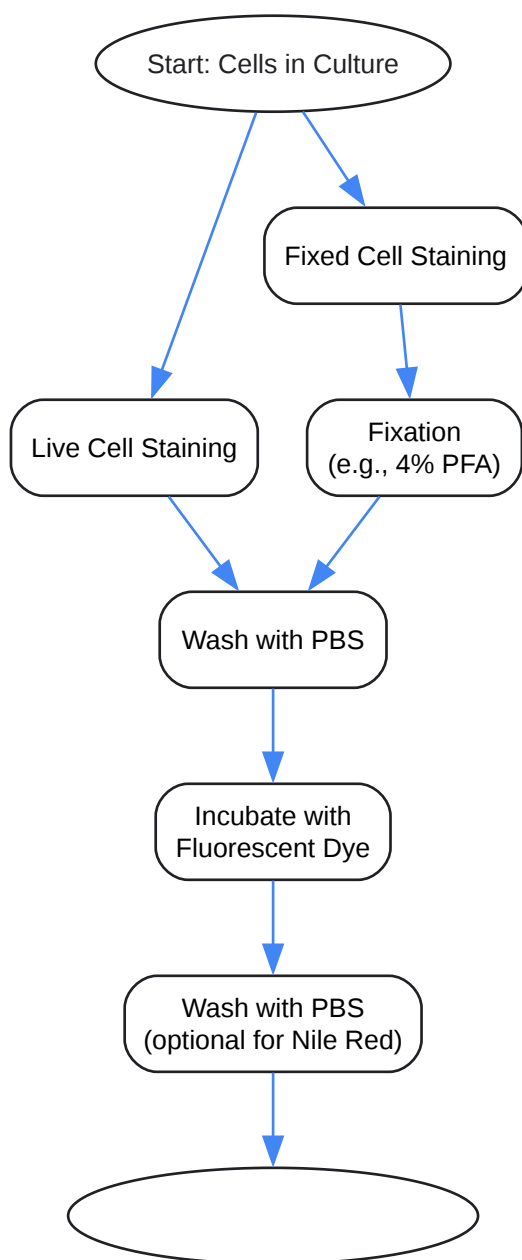 Start: Cells in Culture
Fixed Cell Staining
Live Cell Staining
Fixation
(e.g., 4% PFA)
Wash with PBS
Incubate with
Fluorescent Dye
Wash with PBS
(optional for Nile Red)